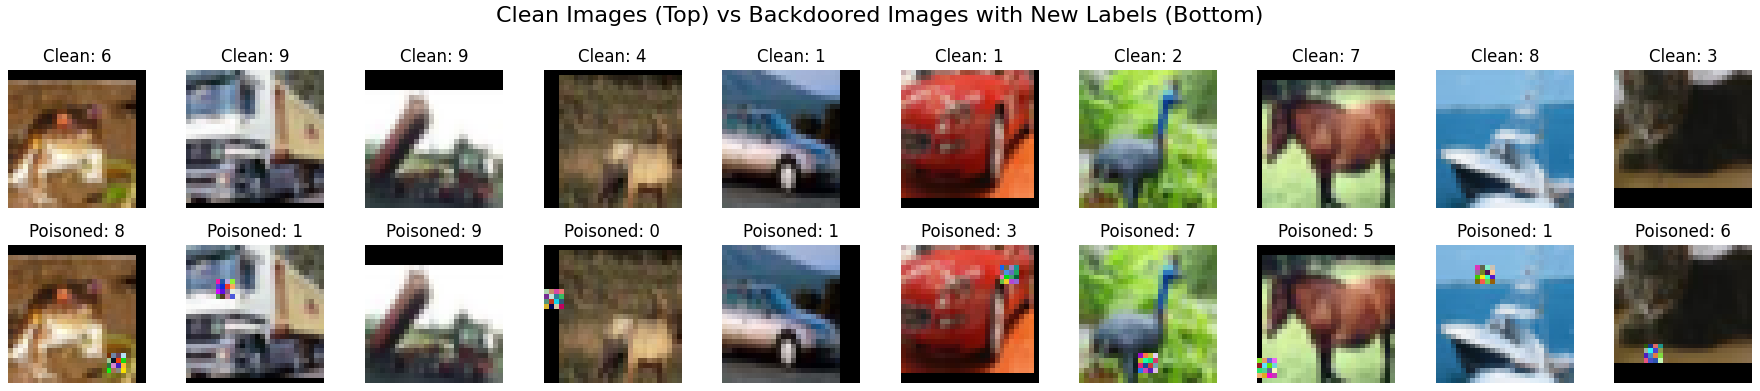 Clean Images (Top) vs Backdoored Images with New Labels (Bottom)
Clean: 6
Clean: 9
Clean: 9
Clean: 4
Clean: 1
Clean: 1
Clean: 2
Clean: 7
Clean: 8
Clean: 3
Poisoned: 8
Poisoned: 1
Poisoned: 9
Poisoned: 0
Poisoned: 1
Poisoned: 3
Poisoned: 7
Poisoned: 5
Poisoned: 1
Poisoned: 6